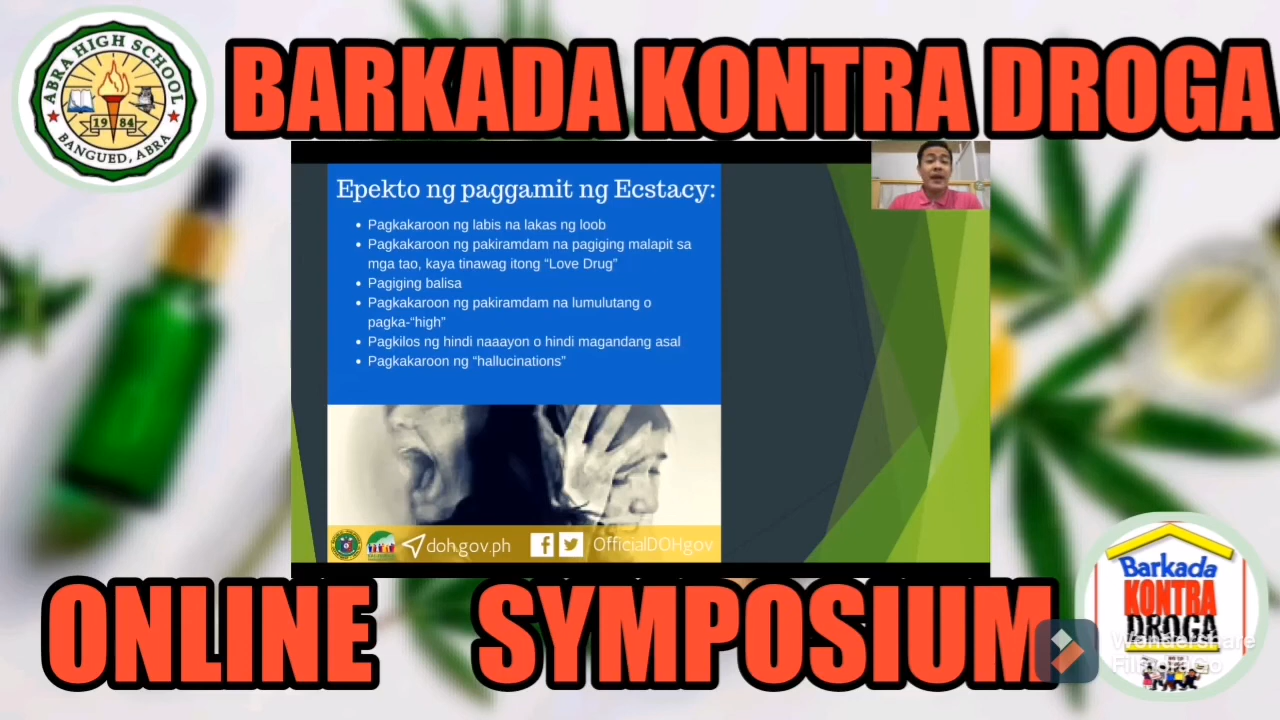 ABRA HIGH SCHOOL
1984
BANGUED, ABRA
BARKADA KONTRA DROGA
Epekto ng paggamit ng Ecstacy:
• Pagkakaroon ng labis na lakas ng loob
• Pagkakaroon ng pakiramdam na pagiging malapit sa
mga tao, kaya tinawag itong “Love Drug”
• Pagiging balisa
• Pagkakaroon ng pakiramdam na lumulutang o
pagka-“high”
• Pagkilos ng hindi naaayon o hindi magandang asal
• Pagkakaroon ng “hallucinations”
doh.gov.ph
OfficialDOHgov
ONLINE SYMPOSIUM
Barkada
KONTRA
DROGA
Wondershare
FilmoraGo